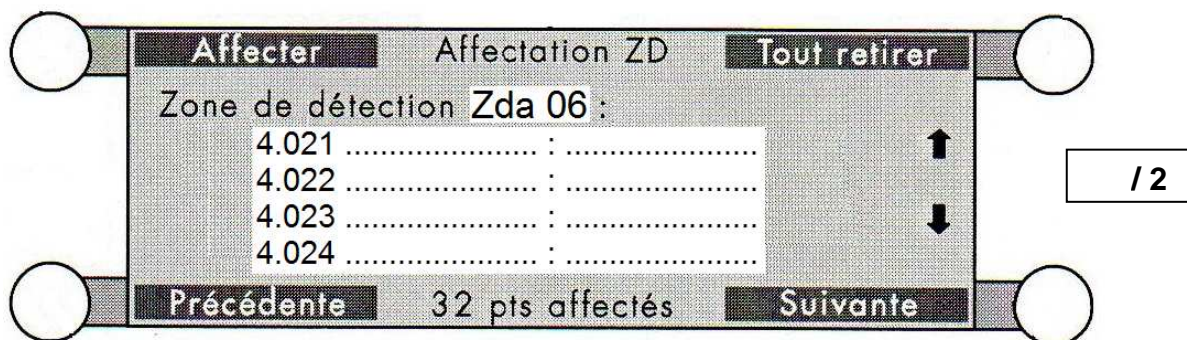 Affecter Affectation ZD Tout retirer
Zone de détection Zda 06 :
4.021 ...................... : ......................
4.022 ...................... : ......................
4.023 ...................... : ......................
4.024 ...................... : ......................
/ 2
Précédente 32 pts affectés Suivante